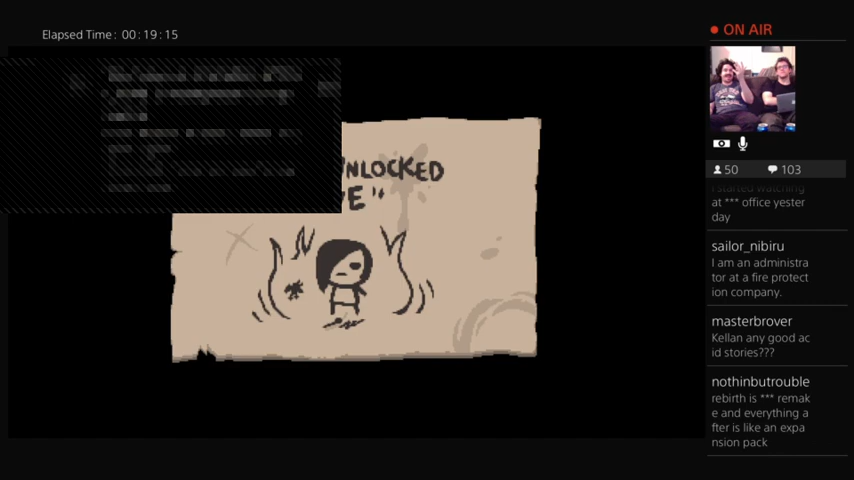 Elapsed Time: 00:19:15
ON AIR
NLOCKED
E"
50
103
i started watching
at *** office yester
day
sailor_nibiru
I am an administra
tor at a fire protect
ion company.
masterbrover
Kellan any good ac
id stories???
nothinbutrouble
rebirth is *** remak
e and everything a
fter is like an expa
nsion pack